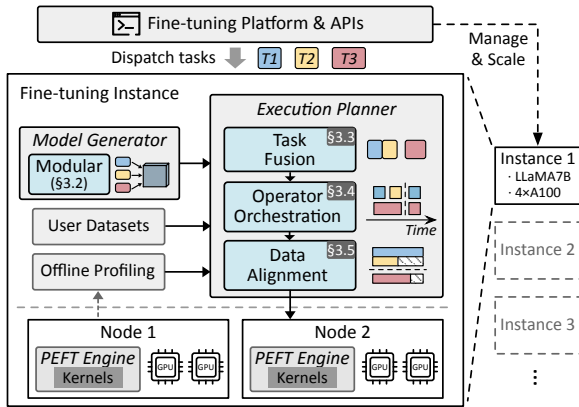 Fine-tuning Platform & APIs
Dispatch tasks
T1
T2
T3
Manage
& Scale
Fine-tuning Instance
Execution Planner
Model Generator
Modular
(§3.2)
§3.3
Task
Fusion
§3.4
Operator
Orchestration
Time
§3.5
Data
Alignment
User Datasets
Offline Profiling
Instance 1
· LLaMA7B
· 4×A100
Instance 2
Instance 3
⋮
Node 1
PEFT Engine
Kernels
GPU
GPU
Node 2
PEFT Engine
Kernels
GPU
GPU